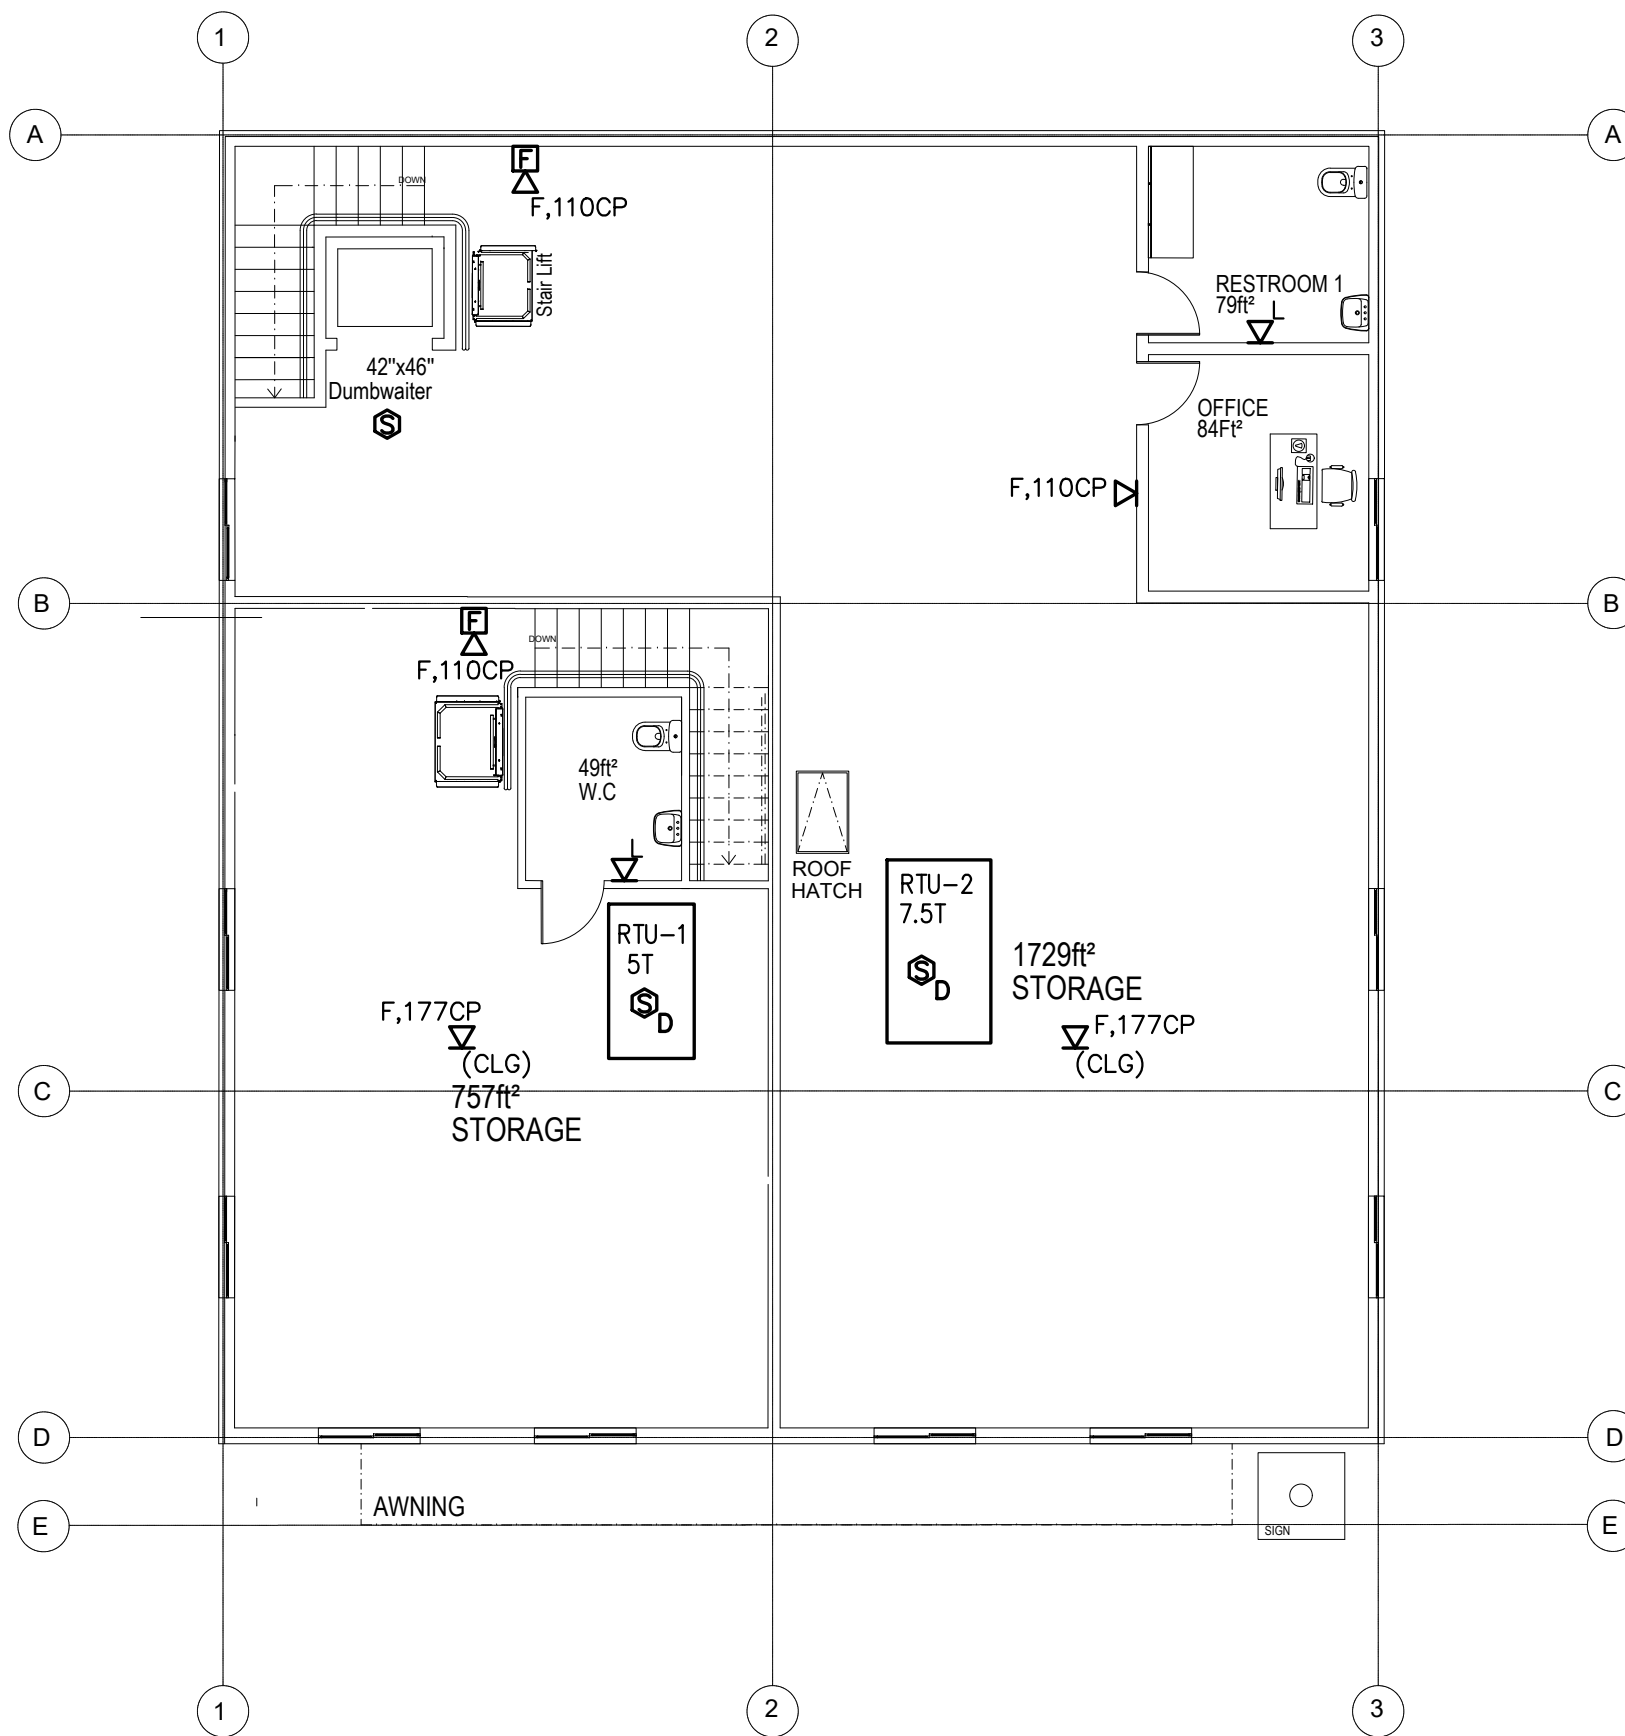 1
2
3
A
A
DOWN
F
F,110CP
Stair Lift
RESTROOM 1
79ft²
L
42"x46"
Dumbwaiter
S
OFFICE
84Ft²
F,110CP
B
B
F
DOWN
F,110CP
49ft²
W.C
L
ROOF
HATCH
RTU-2
7.5T
S
D
RTU-1
5T
S
D
1729ft²
STORAGE
F,177CP
(CLG)
F,177CP
(CLG)
C
C
757ft²
STORAGE
D
D
AWNING
E
SIGN
E
1
2
3